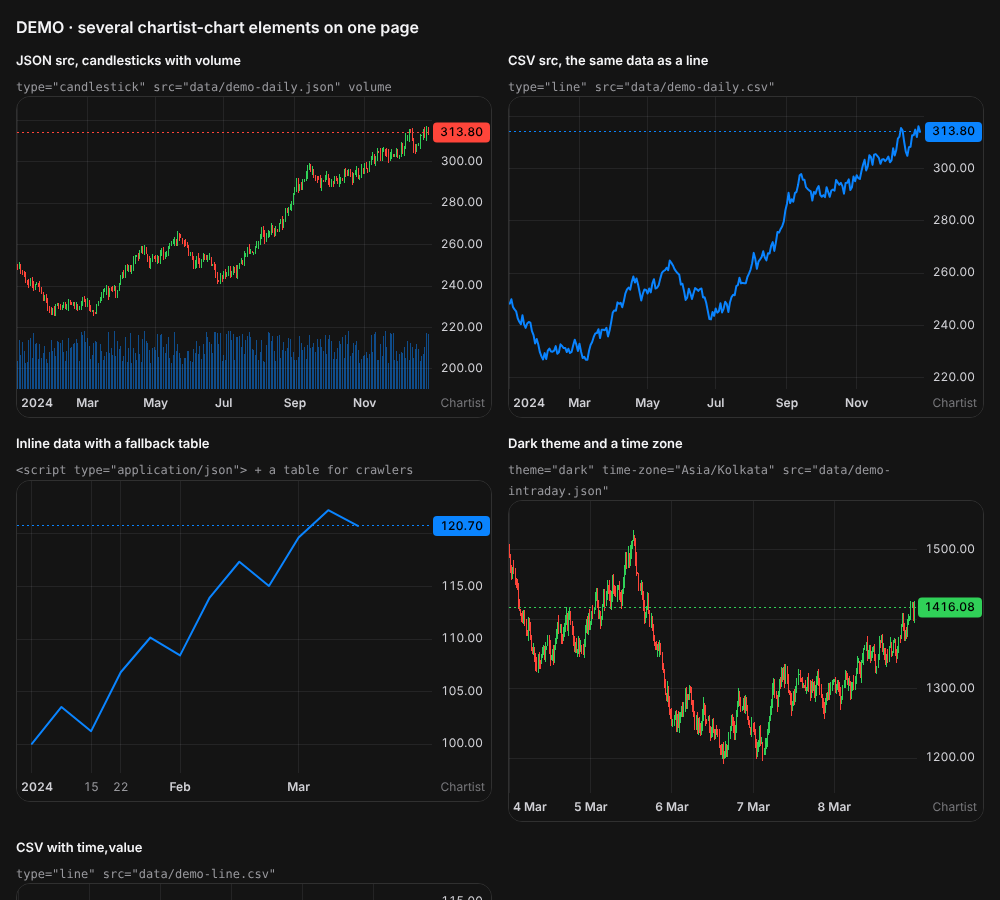 DEMO · several chartist-chart elements on one page
JSON src, candlesticks with volume
type="candlestick" src="data/demo-daily.json" volume
313.80
300.00
280.00
260.00
240.00
220.00
200.00
2024 Mar May Jul Sep Nov Chartist
CSV src, the same data as a line
type="line" src="data/demo-daily.csv"
313.80
300.00
280.00
260.00
240.00
220.00
2024 Mar May Jul Sep Nov Chartist
Inline data with a fallback table
<script type="application/json"> + a table for crawlers
120.70
115.00
110.00
105.00
100.00
2024 15 22 Feb Mar Chartist
Dark theme and a time zone
theme="dark" time-zone="Asia/Kolkata" src="data/demo-
intraday.json"
1500.00
1416.08
1300.00
1200.00
4 Mar 5 Mar 6 Mar 7 Mar 8 Mar Chartist
CSV with time,value
type="line" src="data/demo-line.csv"
115.00